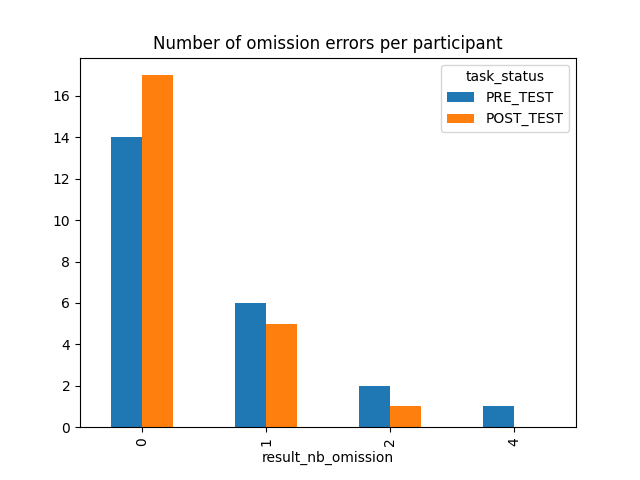 Number of omission errors per participant
task_status
PRE_TEST
POST_TEST
16
14
12
10
8
6
4
2
0
0 1 2 4
result_nb_omission